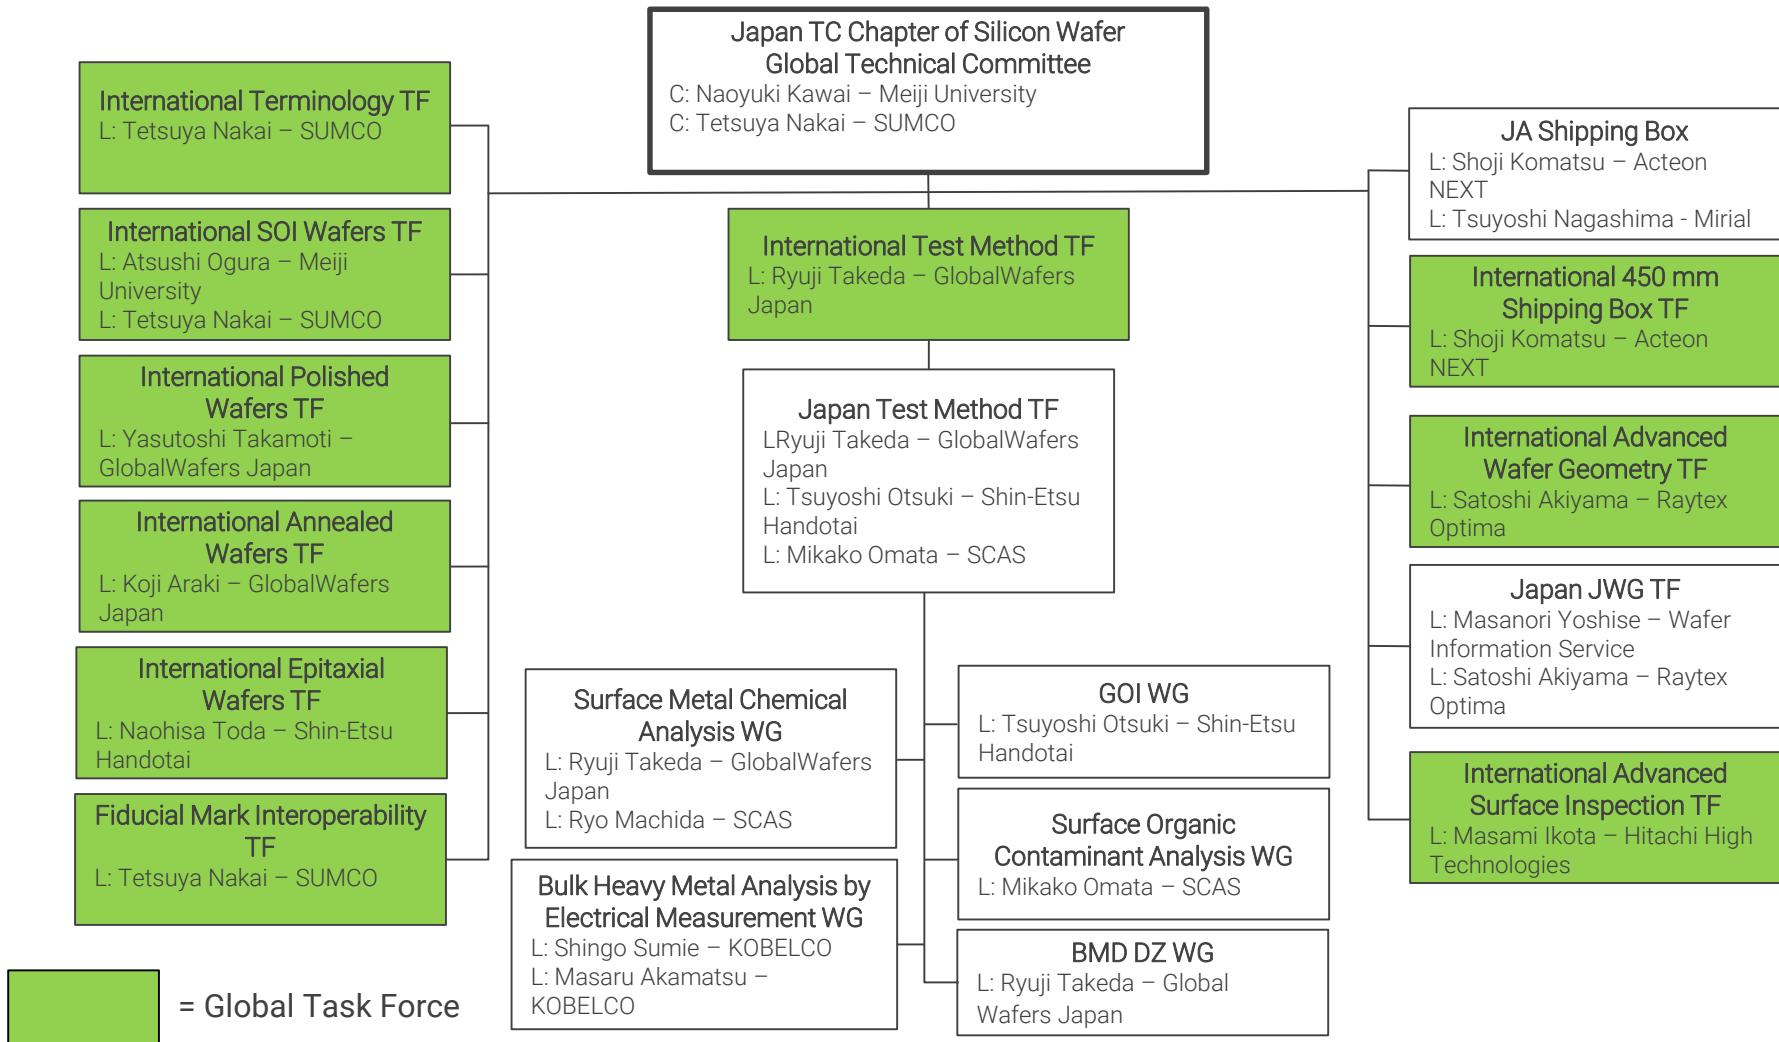 Japan TC Chapter of Silicon Wafer
Global Technical Committee
C: Naoyuki Kawai – Meiji University
C: Tetsuya Nakai – SUMCO
International Terminology TF
L: Tetsuya Nakai – SUMCO
International SOI Wafers TF
L: Atsushi Ogura – Meiji
University
L: Tetsuya Nakai – SUMCO
International Polished
Wafers TF
L: Yasutoshi Takamoti –
GlobalWafers Japan
International Annealed
Wafers TF
L: Koji Araki – GlobalWafers
Japan
International Epitaxial
Wafers TF
L: Naohisa Toda – Shin-Etsu
Handotai
Fiducial Mark Interoperability
TF
L: Tetsuya Nakai – SUMCO
International Test Method TF
L: Ryuji Takeda – GlobalWafers
Japan
Japan Test Method TF
LRyuji Takeda – GlobalWafers
Japan
L: Tsuyoshi Otsuki – Shin-Etsu
Handotai
L: Mikako Omata – SCAS
Surface Metal Chemical
Analysis WG
L: Ryuji Takeda – GlobalWafers
Japan
L: Ryo Machida – SCAS
Bulk Heavy Metal Analysis by
Electrical Measurement WG
L: Shingo Sumie – KOBELCO
L: Masaru Akamatsu –
KOBELCO
GOI WG
L: Tsuyoshi Otsuki – Shin-Etsu
Handotai
Surface Organic
Contaminant Analysis WG
L: Mikako Omata – SCAS
BMD DZ WG
L: Ryuji Takeda – Global
Wafers Japan
JA Shipping Box
L: Shoji Komatsu – Acteon
NEXT
L: Tsuyoshi Nagashima - Mirial
International 450 mm
Shipping Box TF
L: Shoji Komatsu – Acteon
NEXT
International Advanced
Wafer Geometry TF
L: Satoshi Akiyama – Raytex
Optima
Japan JWG TF
L: Masanori Yoshise – Wafer
Information Service
L: Satoshi Akiyama – Raytex
Optima
International Advanced
Surface Inspection TF
L: Masami Ikota – Hitachi High
Technologies
= Global Task Force